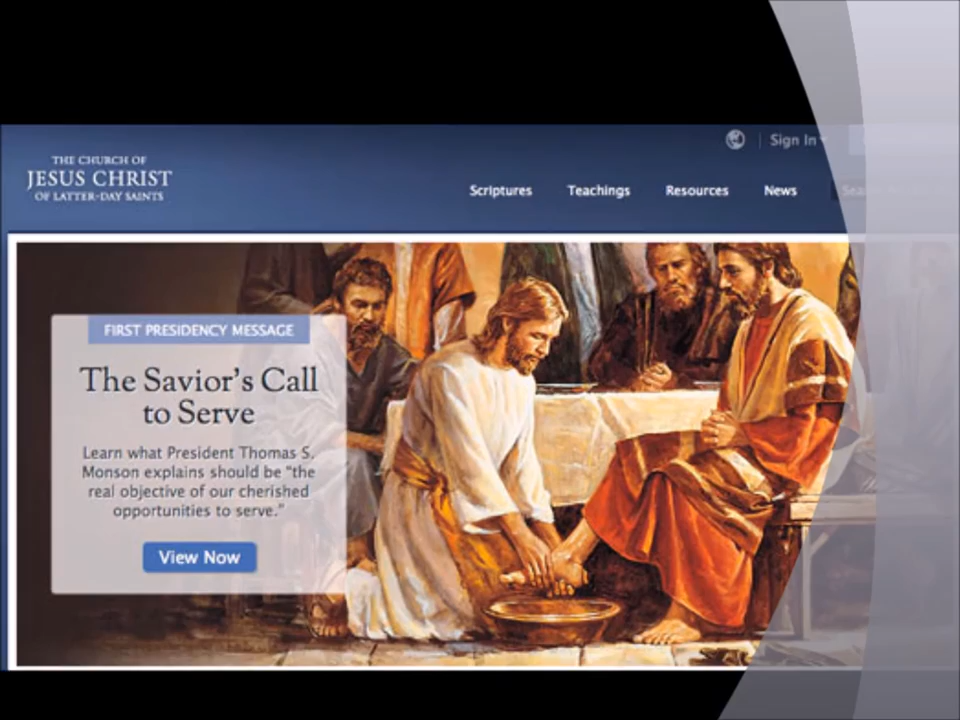 THE CHURCH OF
JESUS CHRIST
OF LATTER-DAY SAINTS
Sign In
Scriptures Teachings Resources News
FIRST PRESIDENCY MESSAGE
The Savior's Call
to Serve
Learn what President Thomas S.
Monson explains should be "the
real objective of our cherished
opportunities to serve."
View Now